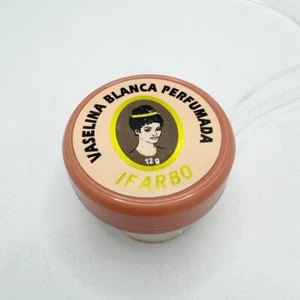 VASELINA BLANCA PERFUMADA
12 g
IFARBO